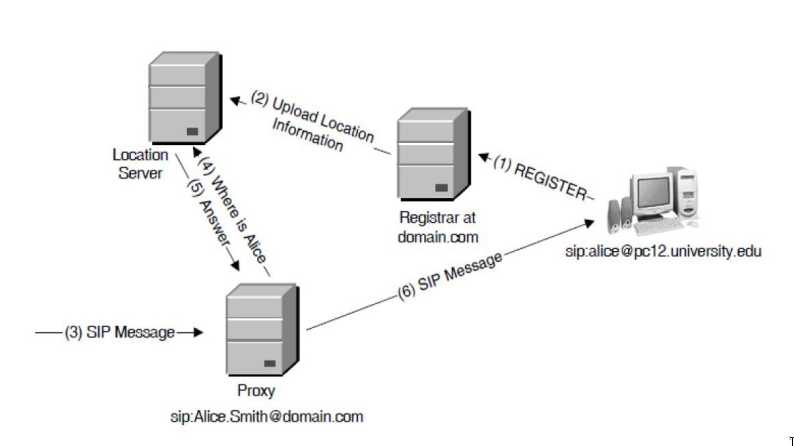 (2) Upload Location
Information
(1) REGISTER
Location
Server
(4) Where is Alice
(5) Answer
Registrar at
domain.com
sip:alice@pc12.university.edu
(6) SIP Message
(3) SIP Message
Proxy
sip:Alice.Smith@domain.com